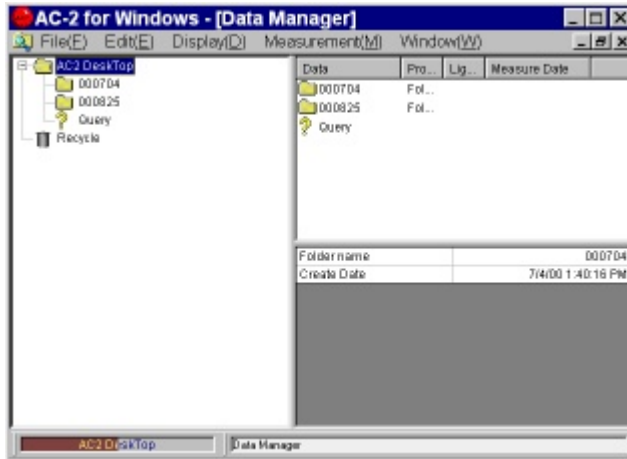 AC-2 for Windows - [Data Manager]
File(F) Edit(E) Display(D) Measurement(M) Window(W)
AC2 DeskTop
000704
000825
Query
Recycle
Data Pro... Lig... Measure Date
000704 Fol...
000825 Fol...
Query
Folder name 000704
Create Date 7/4/00 1:40:16 PM
AC2 DeskTop Data Manager